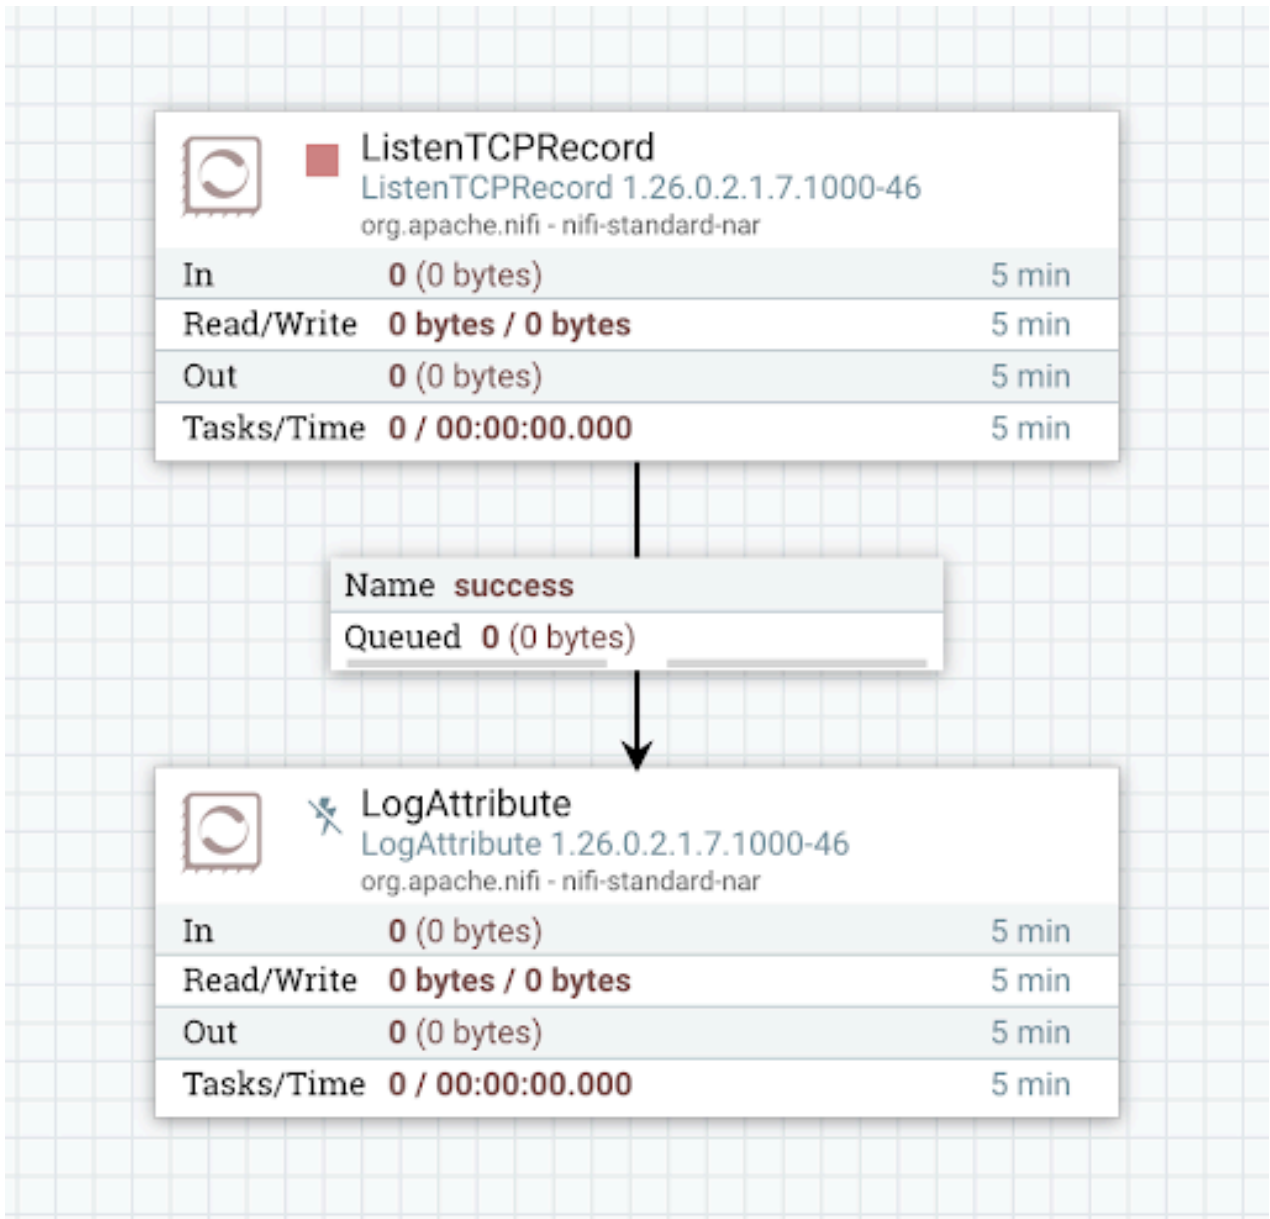 ListenTCPRecord
ListenTCPRecord 1.26.0.2.1.7.1000-46
org.apache.nifi - nifi-standard-nar
In 0 (0 bytes) 5 min
Read/Write 0 bytes / 0 bytes 5 min
Out 0 (0 bytes) 5 min
Tasks/Time 0 / 00:00:00.000 5 min
Name success
Queued 0 (0 bytes)
LogAttribute
LogAttribute 1.26.0.2.1.7.1000-46
org.apache.nifi - nifi-standard-nar
In 0 (0 bytes) 5 min
Read/Write 0 bytes / 0 bytes 5 min
Out 0 (0 bytes) 5 min
Tasks/Time 0 / 00:00:00.000 5 min